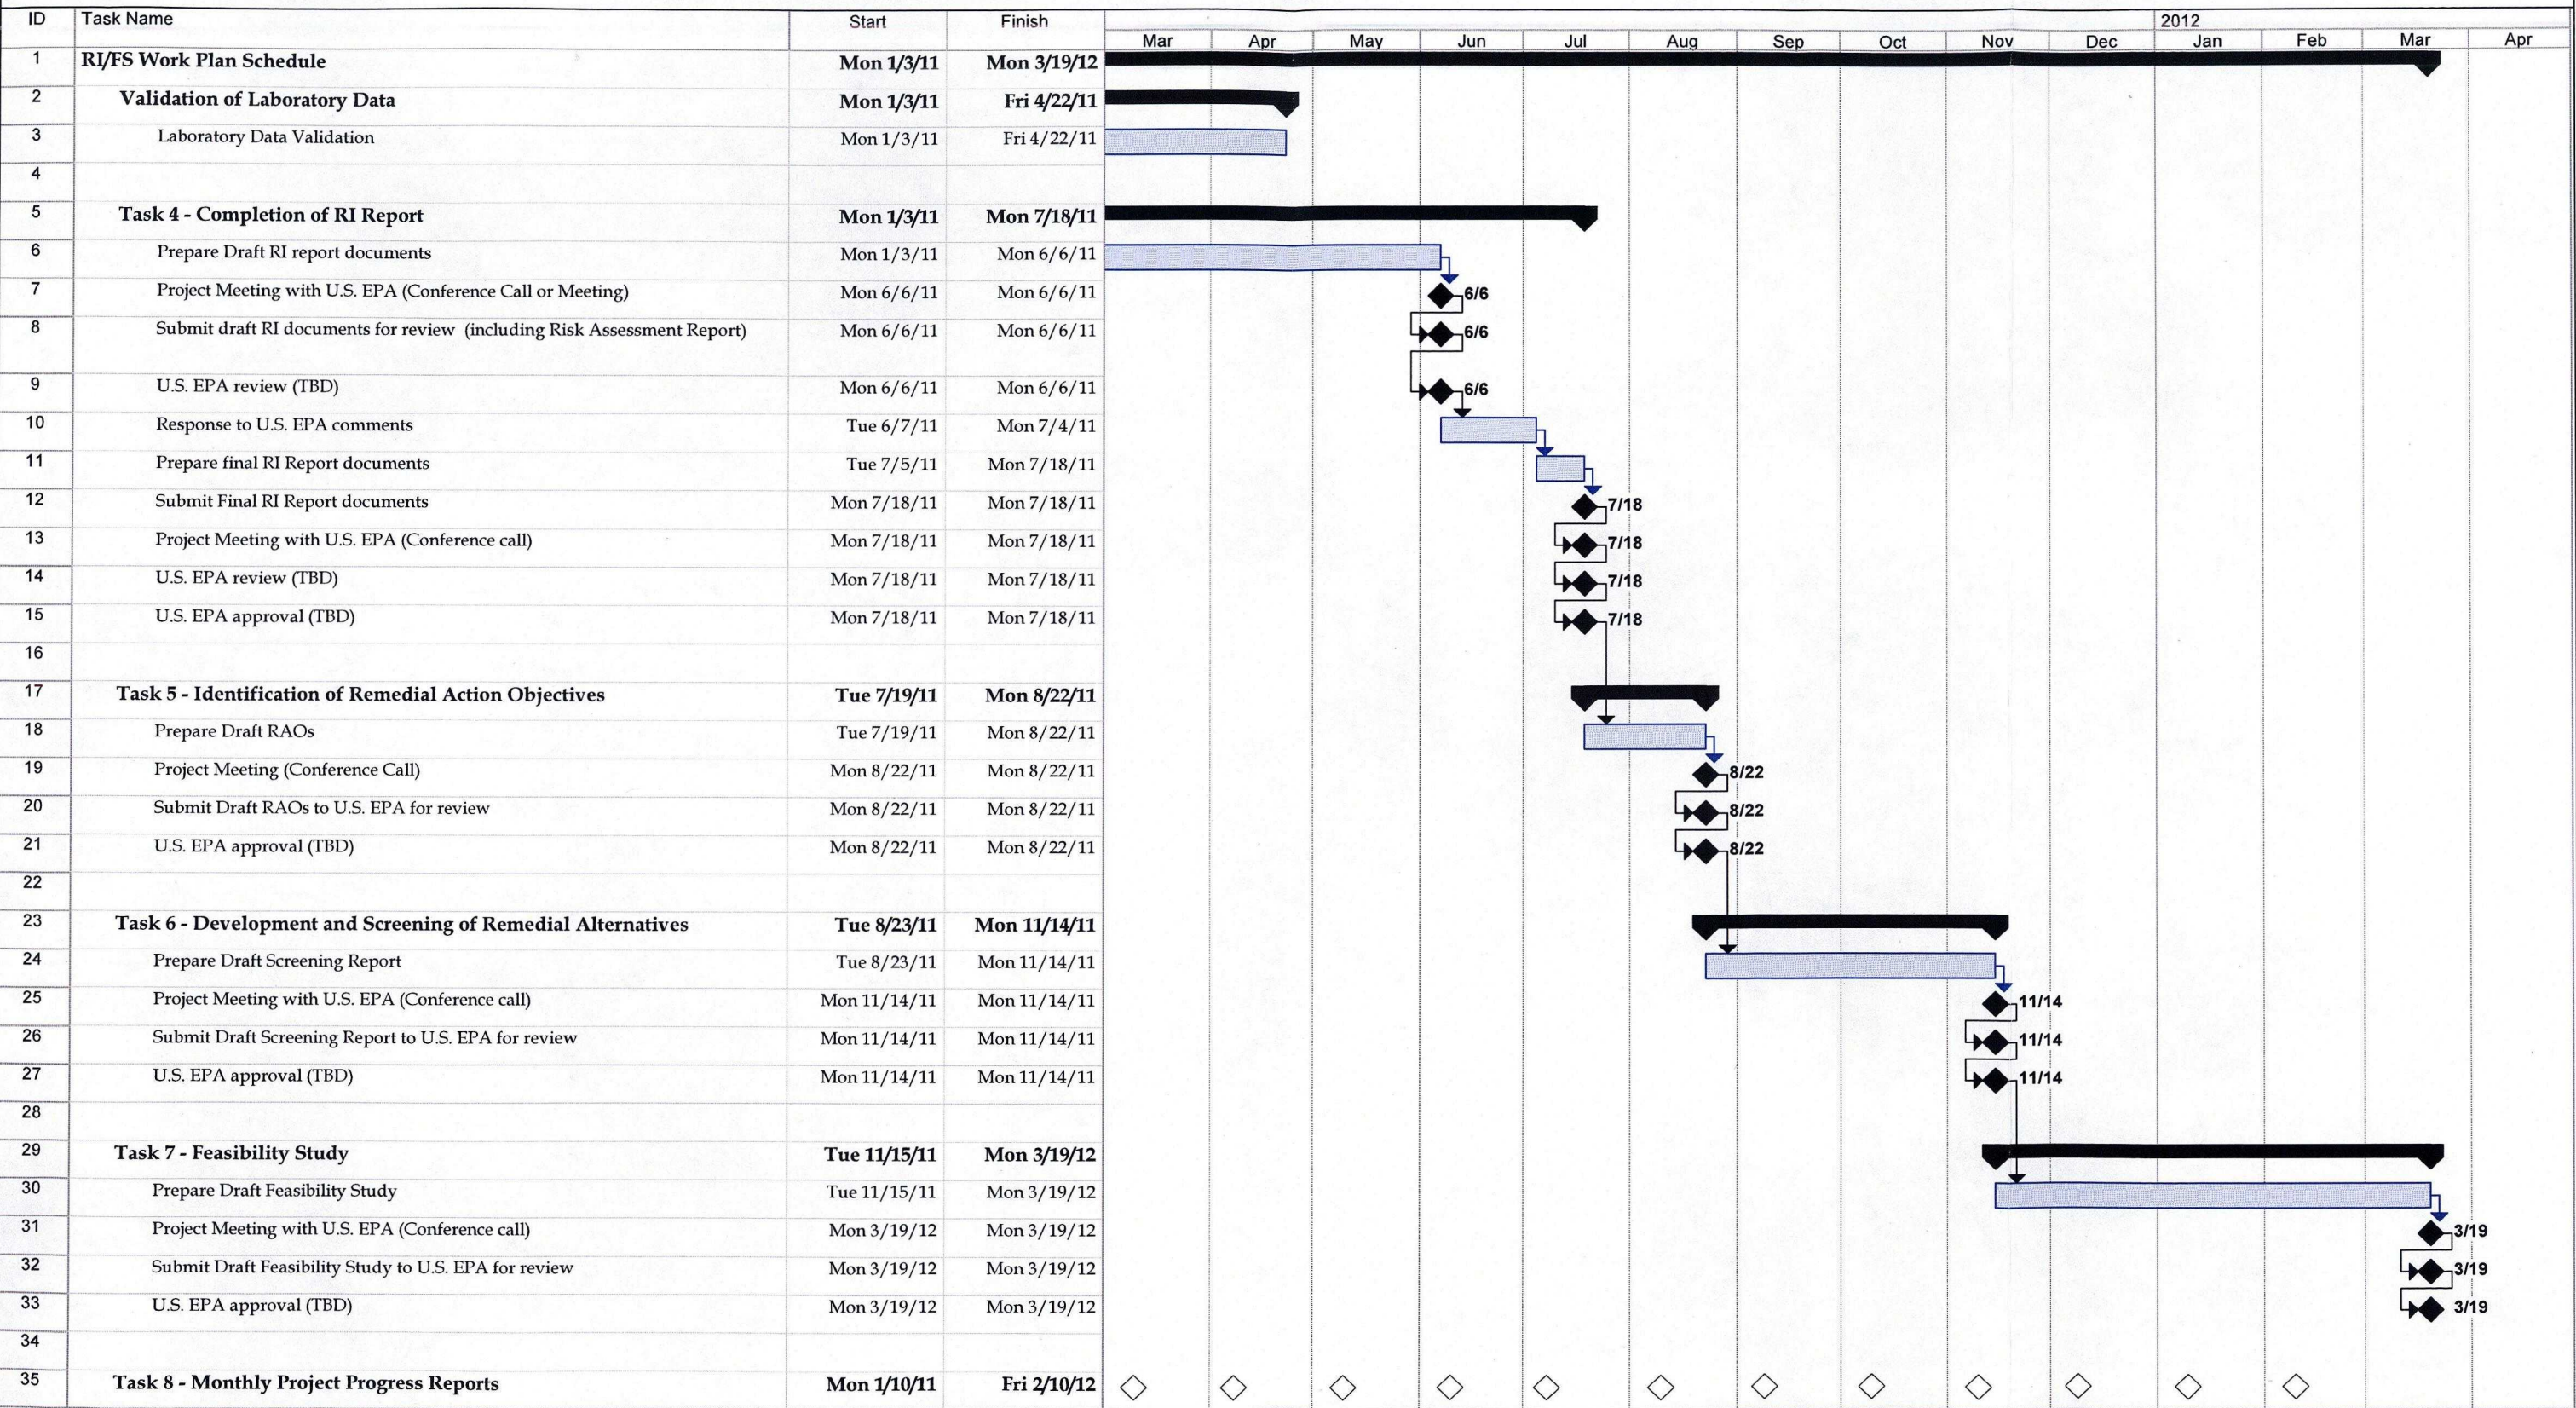 ID Task Name Start Finish 2012
Mar Apr May Jun Jul Aug Sep Oct Nov Dec Jan Feb Mar Apr
1 RI/FS Work Plan Schedule Mon 1/3/11 Mon 3/19/12
2 Validation of Laboratory Data Mon 1/3/11 Fri 4/22/11
3 Laboratory Data Validation Mon 1/3/11 Fri 4/22/11
4
5 Task 4 - Completion of RI Report Mon 1/3/11 Mon 7/18/11
6 Prepare Draft RI report documents Mon 1/3/11 Mon 6/6/11
7 Project Meeting with U.S. EPA (Conference Call or Meeting) Mon 6/6/11 Mon 6/6/11 6/6
8 Submit draft RI documents for review (including Risk Assessment Report) Mon 6/6/11 Mon 6/6/11 6/6
9 U.S. EPA review (TBD) Mon 6/6/11 Mon 6/6/11 6/6
10 Response to U.S. EPA comments Tue 6/7/11 Mon 7/4/11
11 Prepare final RI Report documents Tue 7/5/11 Mon 7/18/11
12 Submit Final RI Report documents Mon 7/18/11 Mon 7/18/11 7/18
13 Project Meeting with U.S. EPA (Conference call) Mon 7/18/11 Mon 7/18/11 7/18
14 U.S. EPA review (TBD) Mon 7/18/11 Mon 7/18/11 7/18
15 U.S. EPA approval (TBD) Mon 7/18/11 Mon 7/18/11 7/18
16
17 Task 5 - Identification of Remedial Action Objectives Tue 7/19/11 Mon 8/22/11
18 Prepare Draft RAOs Tue 7/19/11 Mon 8/22/11
19 Project Meeting (Conference Call) Mon 8/22/11 Mon 8/22/11 8/22
20 Submit Draft RAOs to U.S. EPA for review Mon 8/22/11 Mon 8/22/11 8/22
21 U.S. EPA approval (TBD) Mon 8/22/11 Mon 8/22/11 8/22
22
23 Task 6 - Development and Screening of Remedial Alternatives Tue 8/23/11 Mon 11/14/11
24 Prepare Draft Screening Report Tue 8/23/11 Mon 11/14/11
25 Project Meeting with U.S. EPA (Conference call) Mon 11/14/11 Mon 11/14/11 11/14
26 Submit Draft Screening Report to U.S. EPA for review Mon 11/14/11 Mon 11/14/11 11/14
27 U.S. EPA approval (TBD) Mon 11/14/11 Mon 11/14/11 11/14
28
29 Task 7 - Feasibility Study Tue 11/15/11 Mon 3/19/12
30 Prepare Draft Feasibility Study Tue 11/15/11 Mon 3/19/12
31 Project Meeting with U.S. EPA (Conference call) Mon 3/19/12 Mon 3/19/12 3/19
32 Submit Draft Feasibility Study to U.S. EPA for review Mon 3/19/12 Mon 3/19/12 3/19
33 U.S. EPA approval (TBD) Mon 3/19/12 Mon 3/19/12 3/19
34
35 Task 8 - Monthly Project Progress Reports Mon 1/10/11 Fri 2/10/12